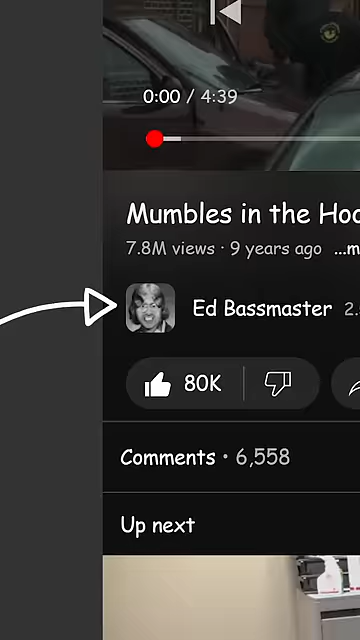 0:00 / 4:39
Mumbles in the Hoo
7.8M views · 9 years ago ...m
Ed Bassmaster 2.
80K
Comments · 6,558
Up next